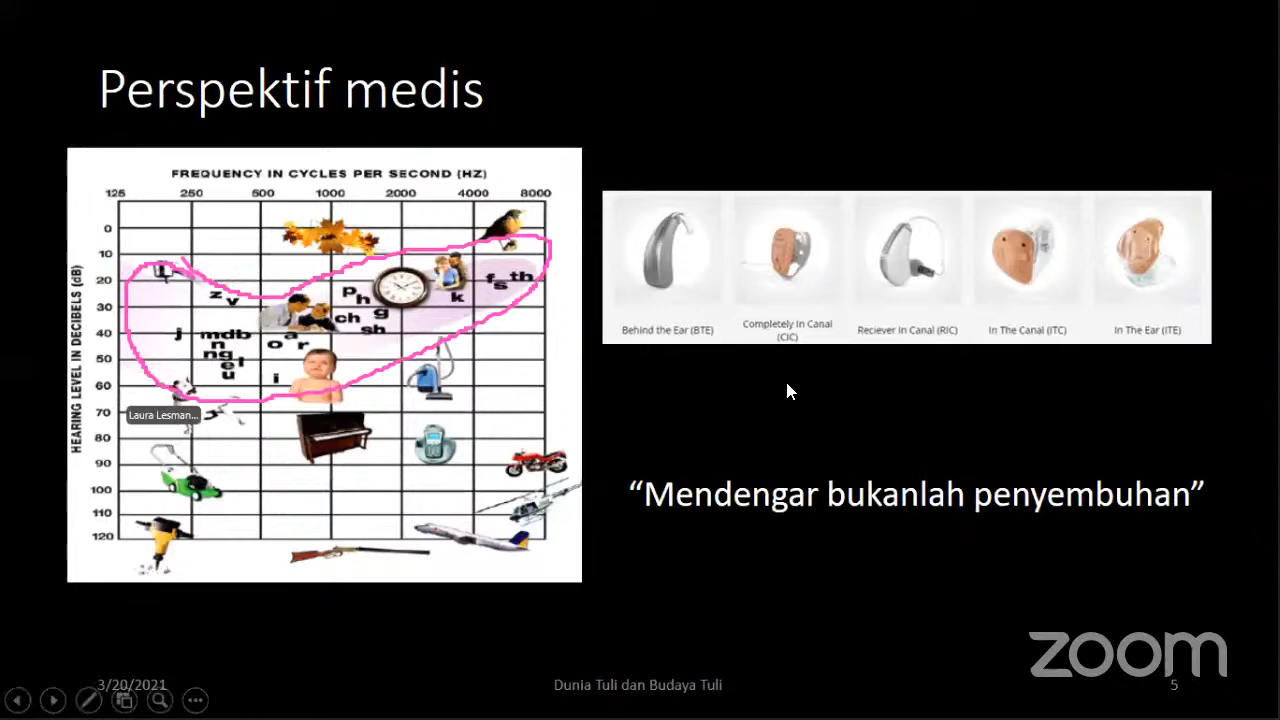 Perspektif medis
FREQUENCY IN CYCLES PER SECOND (HZ)
125 250 500 1000 2000 4000 8000
HEARING LEVEL IN DECIBELS (dB)
0
10
20
30
40
50
60
70
80
90
100
110
120
z v
j
mdb
n
ng
el
u
o a r
i
p
h
g
ch
sh
k
f
s
th
Laura Lesman...
Behind the Ear (BTE)
Completely In Canal
(CIC)
Reciever In Canal (RIC)
In The Canal (ITC)
In The Ear (ITE)
“Mendengar bukanlah penyembuhan”
zoom
3/20/2021
Dunia Tuli dan Budaya Tuli
5